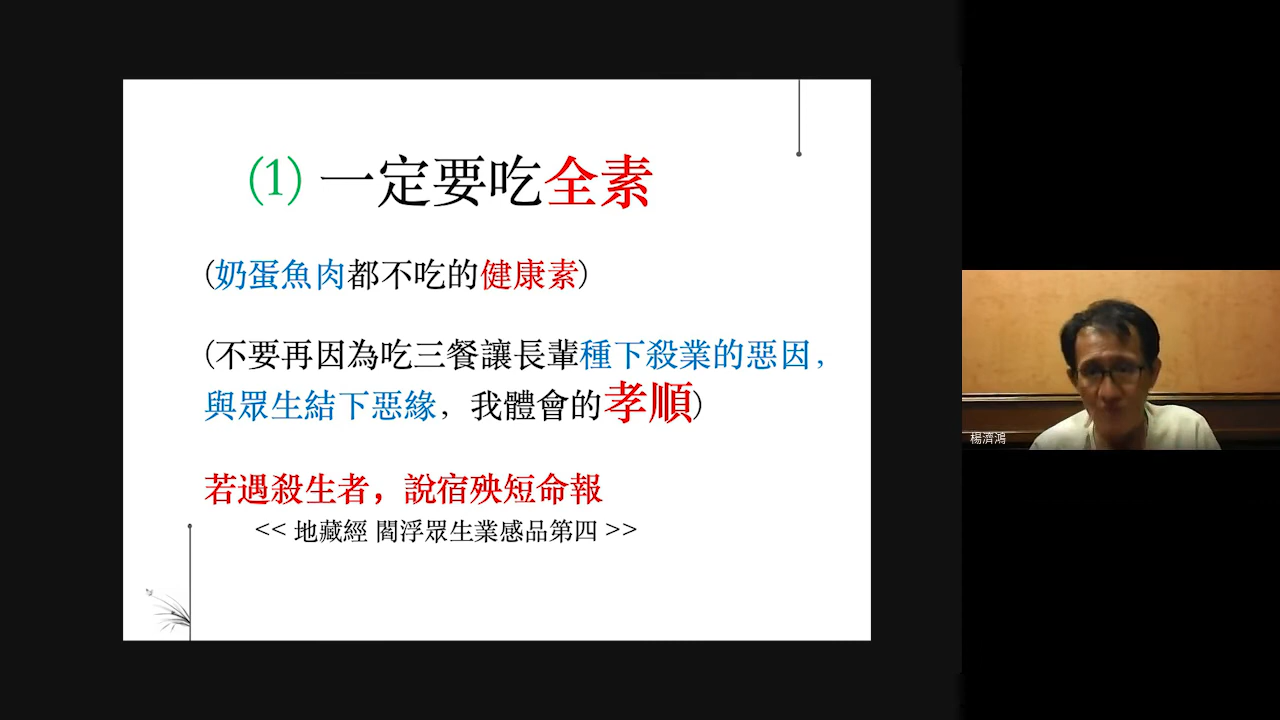 (1) 一定要吃全素
(奶蛋魚肉都不吃的健康素)
(不要再因為吃三餐讓長輩種下殺業的惡因，
與眾生結下惡緣，我體會的孝順)
若遇殺生者，說宿殃短命報
<< 地藏經 閻浮眾生業感品第四 >>
楊濟鴻